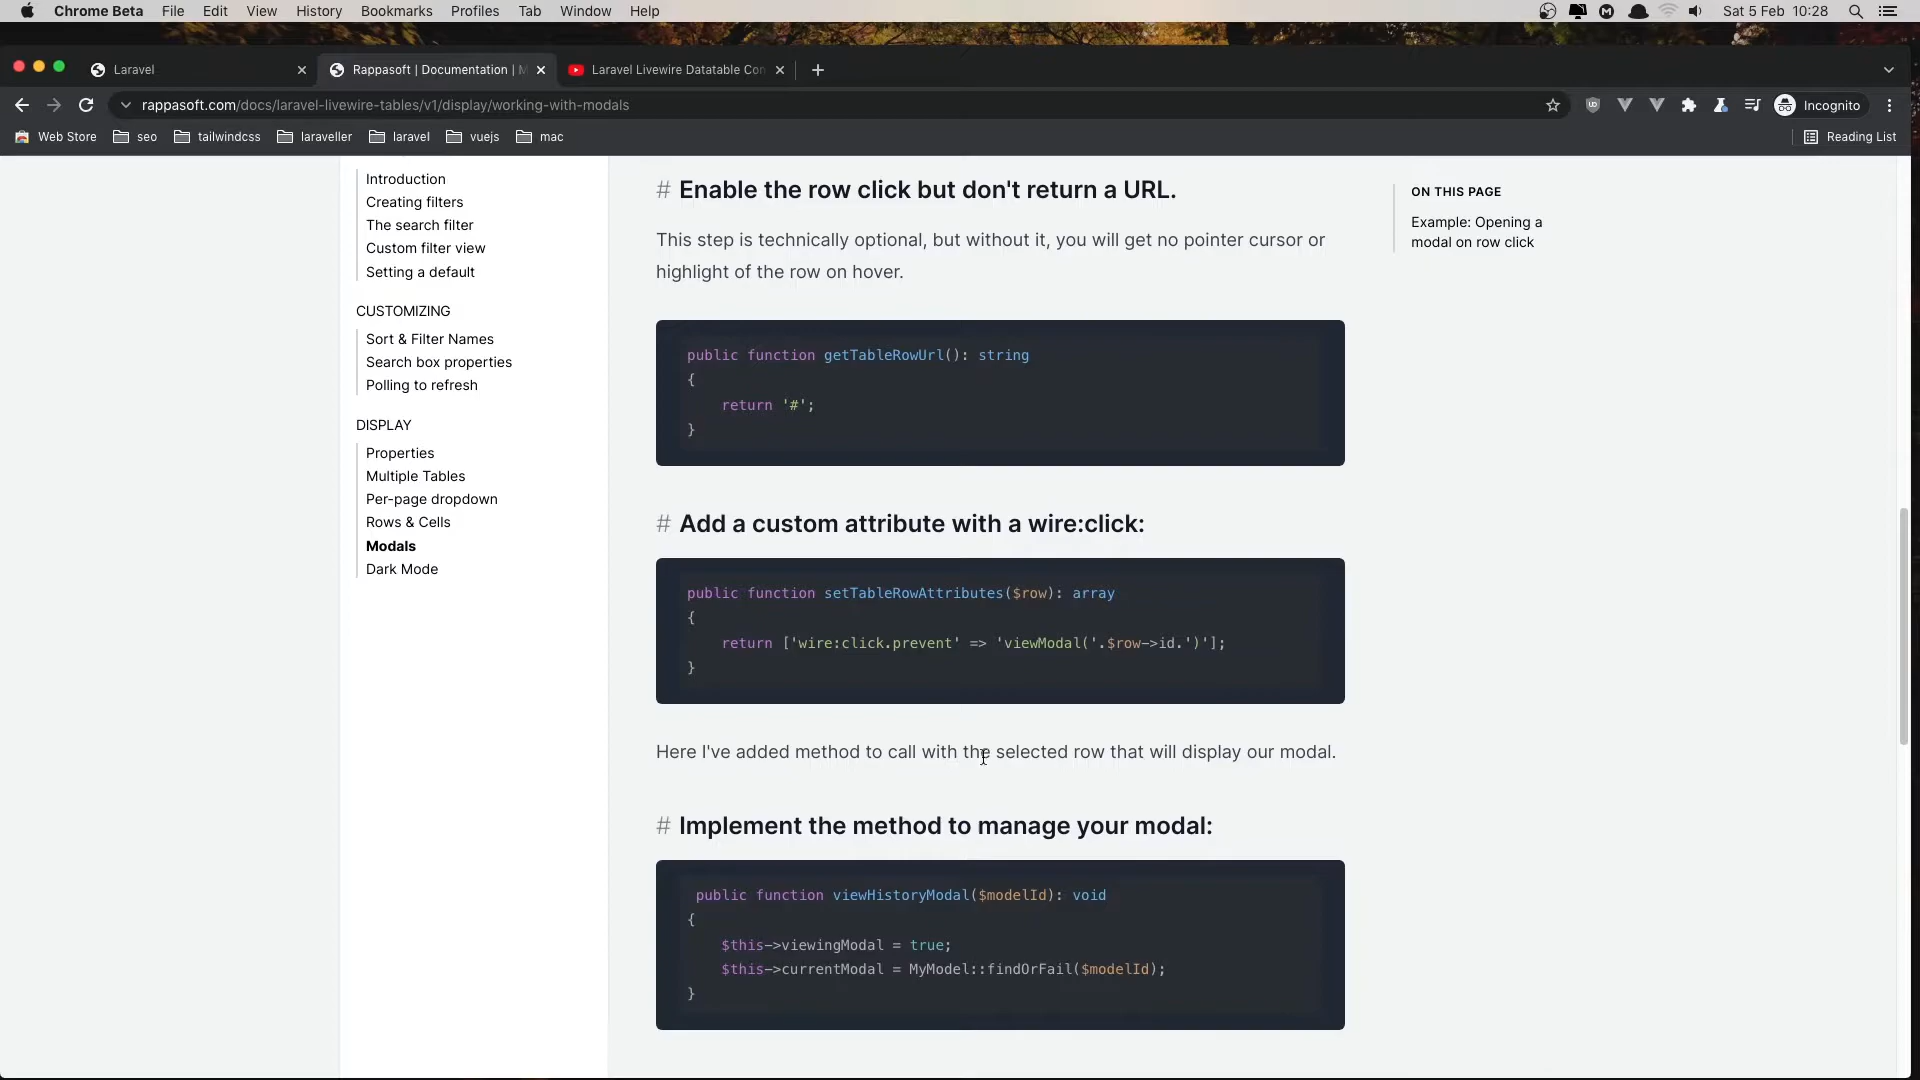 Chrome Beta File Edit View History Bookmarks Profiles Tab Window Help Sat 5 Feb 10:28
Laravel Rappasoft | Documentation | Laravel Livewire Datatable Con
rappasoft.com/docs/laravel-livewire-tables/v1/display/working-with-modals Incognito
Web Store seo tailwindcss laraveller laravel vuejs mac Reading List
Introduction
Creating filters
The search filter
Custom filter view
Setting a default
CUSTOMIZING
Sort & Filter Names
Search box properties
Polling to refresh
DISPLAY
Properties
Multiple Tables
Per-page dropdown
Rows & Cells
Modals
Dark Mode
# Enable the row click but don't return a URL.
This step is technically optional, but without it, you will get no pointer cursor or
highlight of the row on hover.
public function getTableRowUrl(): string
{
return '#';
}
# Add a custom attribute with a wire:click:
public function setTableRowAttributes($row): array
{
return ['wire:click.prevent' => 'viewModal('.$row->id.')'];
}
Here I've added method to call with the selected row that will display our modal.
# Implement the method to manage your modal:
public function viewHistoryModal($modelId): void
{
$this->viewingModal = true;
$this->currentModal = MyModel::findOrFail($modelId);
}
ON THIS PAGE
Example: Opening a
modal on row click